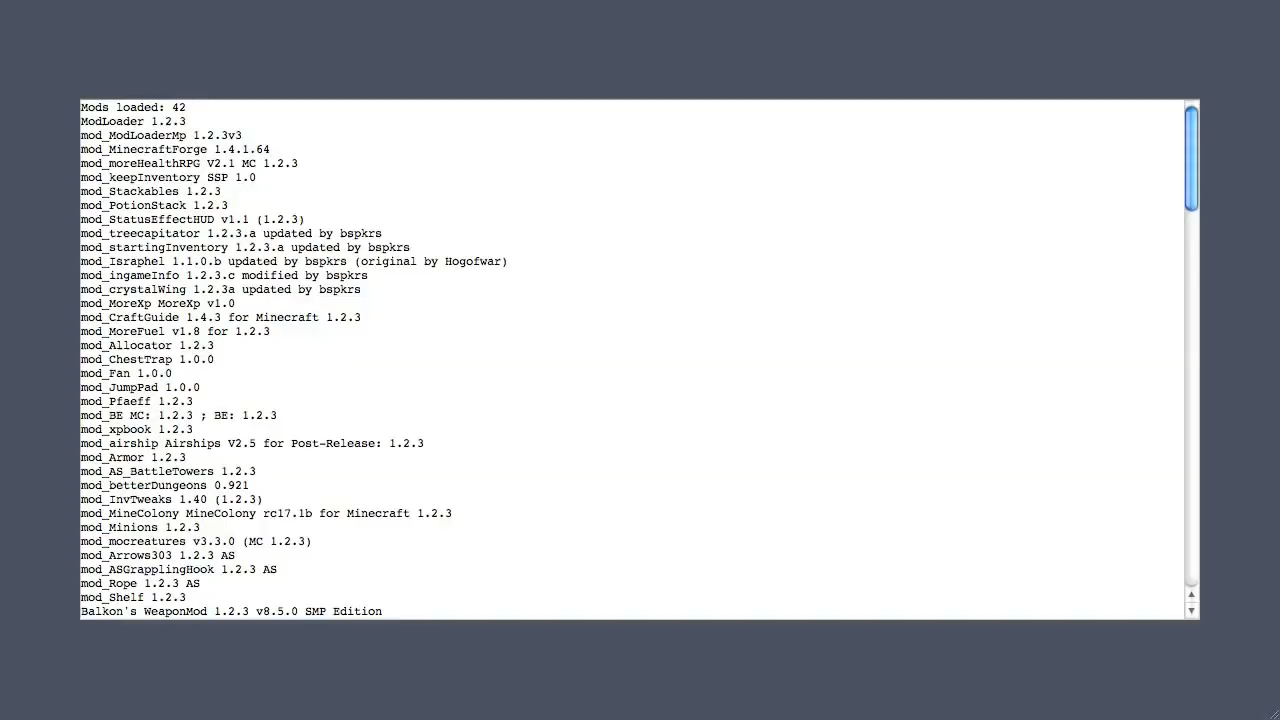 Mods loaded: 42
ModLoader 1.2.3
mod_ModLoaderMp 1.2.3v3
mod_MinecraftForge 1.4.1.64
mod_moreHealthRPG V2.1 MC 1.2.3
mod_keepInventory SSP 1.0
mod_Stackables 1.2.3
mod_PotionStack 1.2.3
mod_StatusEffectHUD v1.1 (1.2.3)
mod_treecapitator 1.2.3.a updated by bspkrs
mod_startingInventory 1.2.3.a updated by bspkrs
mod_Israphel 1.1.0.b updated by bspkrs (original by Hogofwar)
mod_ingameInfo 1.2.3.c modified by bspkrs
mod_crystalWing 1.2.3a updated by bspkrs
mod_MoreXp MoreXp v1.0
mod_CraftGuide 1.4.3 for Minecraft 1.2.3
mod_MoreFuel v1.8 for 1.2.3
mod_Allocator 1.2.3
mod_ChestTrap 1.0.0
mod_Fan 1.0.0
mod_JumpPad 1.0.0
mod_Pfaeff 1.2.3
mod_BE MC: 1.2.3 ; BE: 1.2.3
mod_xpbook 1.2.3
mod_airship Airships V2.5 for Post-Release: 1.2.3
mod_Armor 1.2.3
mod_AS_BattleTowers 1.2.3
mod_betterDungeons 0.921
mod_InvTweaks 1.40 (1.2.3)
mod_MineColony MineColony rc17.1b for Minecraft 1.2.3
mod_Minions 1.2.3
mod_mocreatures v3.3.0 (MC 1.2.3)
mod_Arrows303 1.2.3 AS
mod_ASGrapplingHook 1.2.3 AS
mod_Rope 1.2.3 AS
mod_Shelf 1.2.3
Balkon's WeaponMod 1.2.3 v8.5.0 SMP Edition